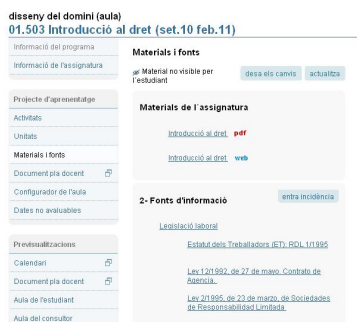 disseny del domini (aula)
01.503 Introducció al dret (set.10 feb.11)
Informació del programa
Informació de l'assignatura
Projecte d'aprenentatge
Activitats
Unitats
Materials i fonts
Document pla docent
Configurador de l'aula
Dates no avaluables
Previsualitzacions
Calendari
Document pla docent
Aula de l'estudiant
Aula del consultor
Materials i fonts
Material no visible per
l'estudiant
desa els canvis
actualitza
Materials de l´assignatura
Introducció al dret pdf
Introducció al dret web
2- Fonts d'informació
entra incidència
Legislació laboral
Estatut dels Treballadors (ET): RDL 1/1995
Ley 12/1992, de 27 de mayo, Contrato de
Agencia.
Ley 2/1995, de 23 de marzo, de Sociedades
de Responsabilidad Limitada.